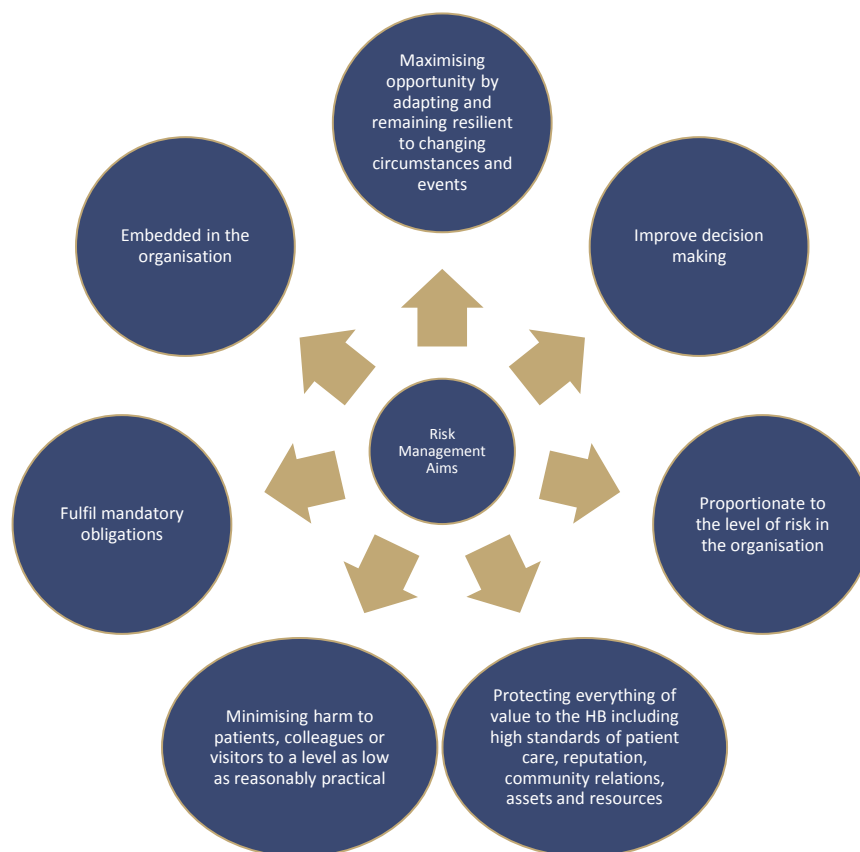 Maximising
opportunity by
adapting and
remaining resilient
to changing
circumstances and
events
Improve decision
making
Proportionate to
the level of risk in
the organisation
Protecting everything of
value to the HB including
high standards of patient
care, reputation,
community relations,
assets and resources
Minimising harm to
patients, colleagues or
visitors to a level as low
as reasonably practical
Fulfil mandatory
obligations
Embedded in the
organisation
Risk
Management
Aims